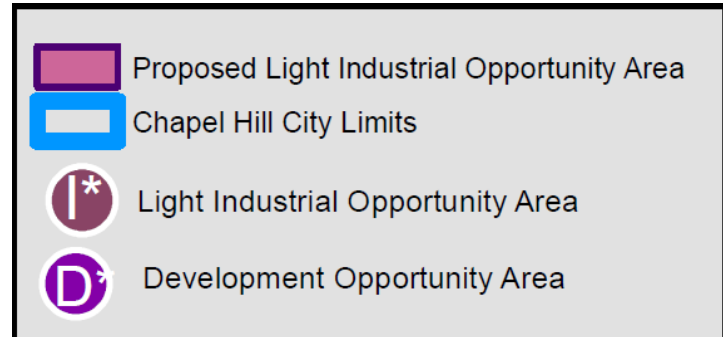 Proposed Light Industrial Opportunity Area
Chapel Hill City Limits
I* Light Industrial Opportunity Area
D* Development Opportunity Area